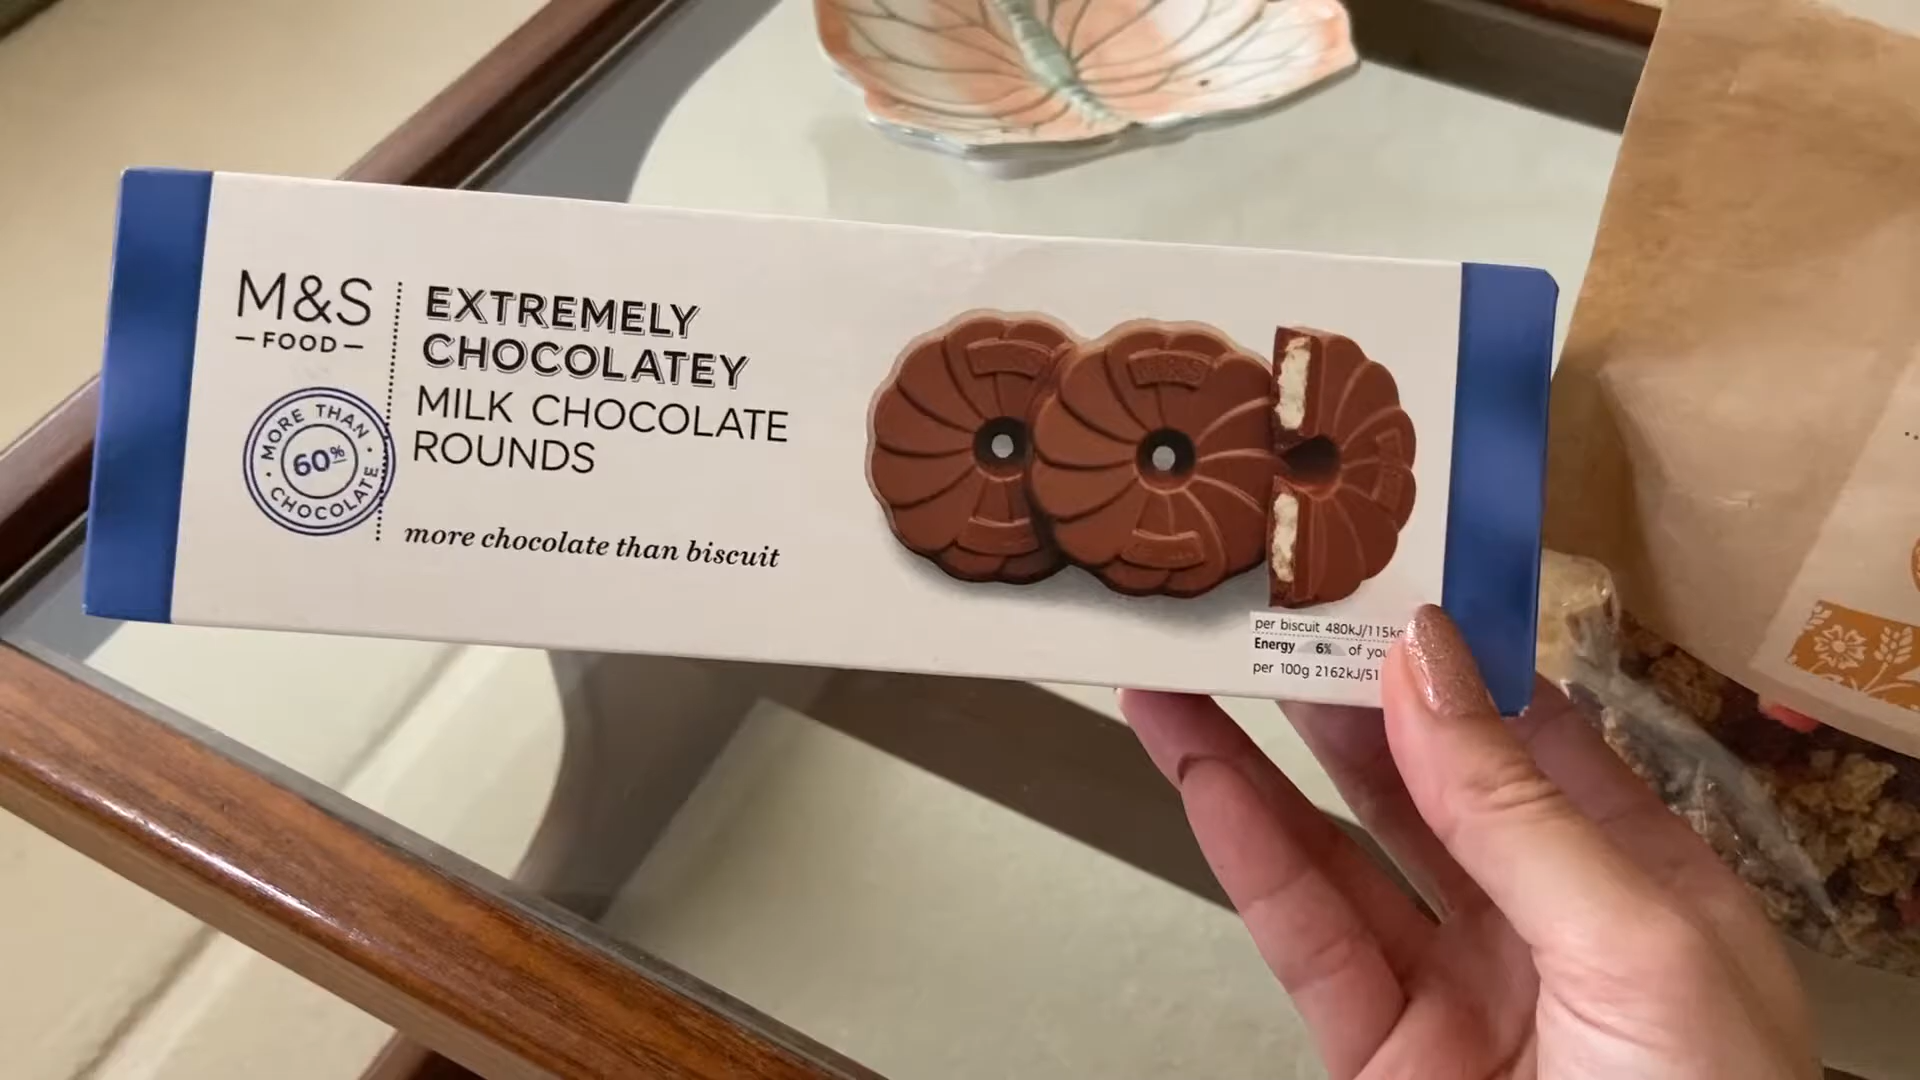 M&S
FOOD
MORE THAN
60%
CHOCOLATE
EXTREMELY
CHOCOLATEY
MILK CHOCOLATE
ROUNDS
more chocolate than biscuit
per biscuit 480kJ/115kc
Energy 6% of you
per 100g 2162kJ/51